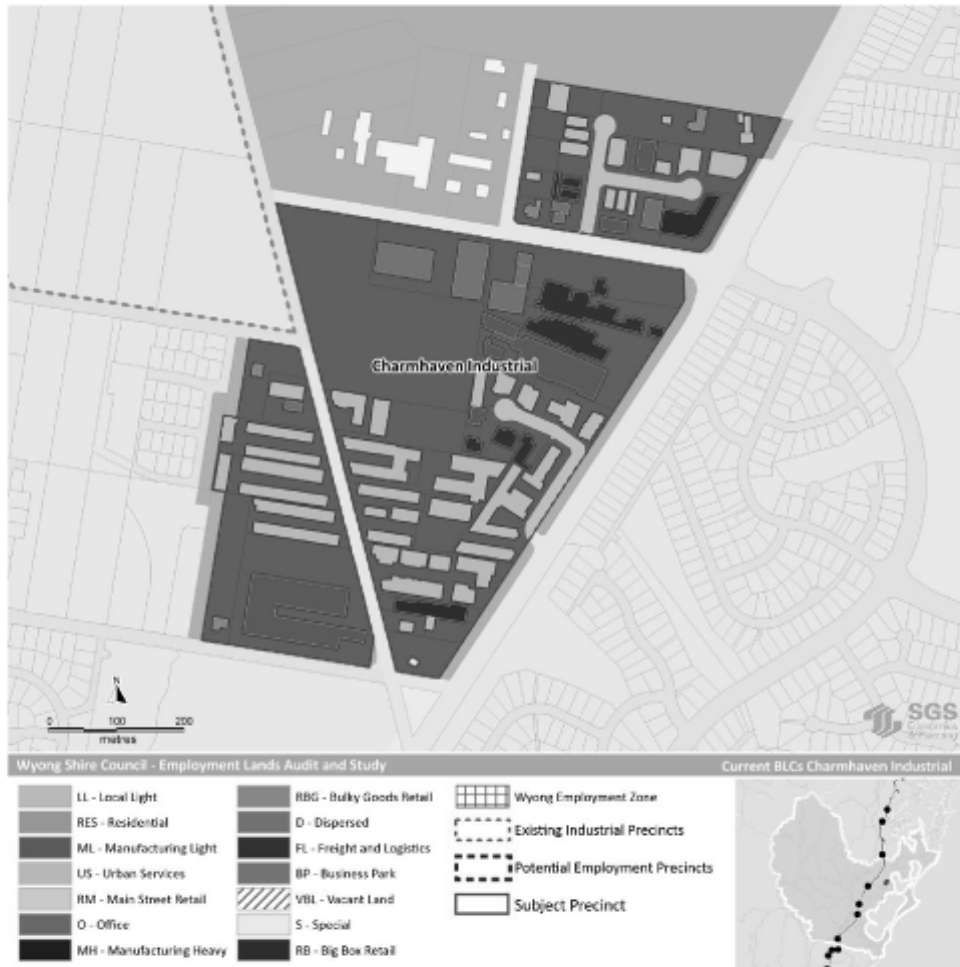 Charmhaven Industrial
N
0 100 200
metres
SGS
Economics
& Planning
Wyong Shire Council - Employment Lands Audit and Study Current BLCs Charmhaven Industrial
LL - Local Light
RES - Residential
ML - Manufacturing Light
US - Urban Services
RM - Main Street Retail
O - Office
MH - Manufacturing Heavy
RBG - Bulky Goods Retail
D - Dispersed
FL - Freight and Logistics
BP - Business Park
VBL - Vacant Land
S - Special
RB - Big Box Retail
Wyong Employment Zone
Existing Industrial Precincts
Potential Employment Precincts
Subject Precinct